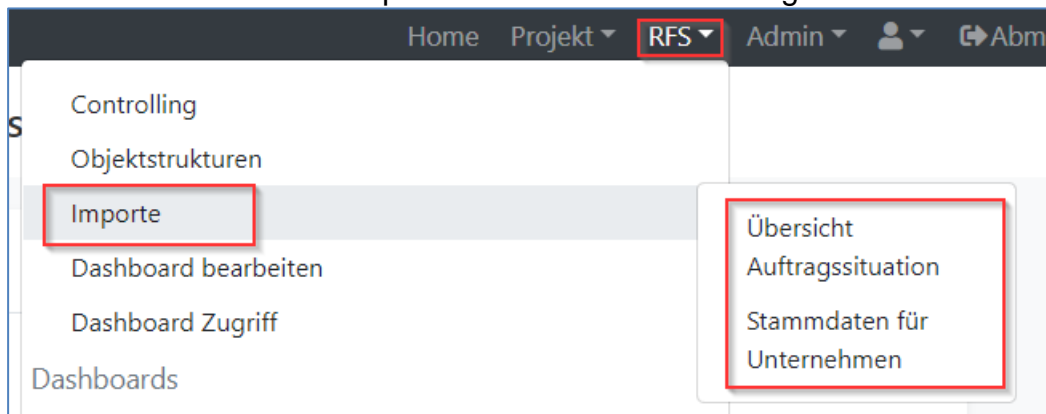 Home Projekt RFS Admin Abm
Controlling
Objektstrukturen
Importe
Übersicht
Auftragssituation
Dashboard bearbeiten
Dashboard Zugriff
Stammdaten für
Unternehmen
Dashboards